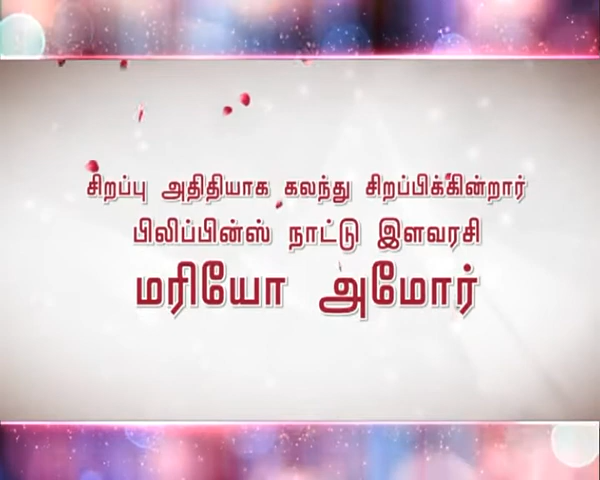 சிறப்பு அதிதியாக கலந்து சிறப்பிக்கின்றார்
பிலிப்பின்ஸ் நாட்டு இளவரசி
மரியோ அமோர்